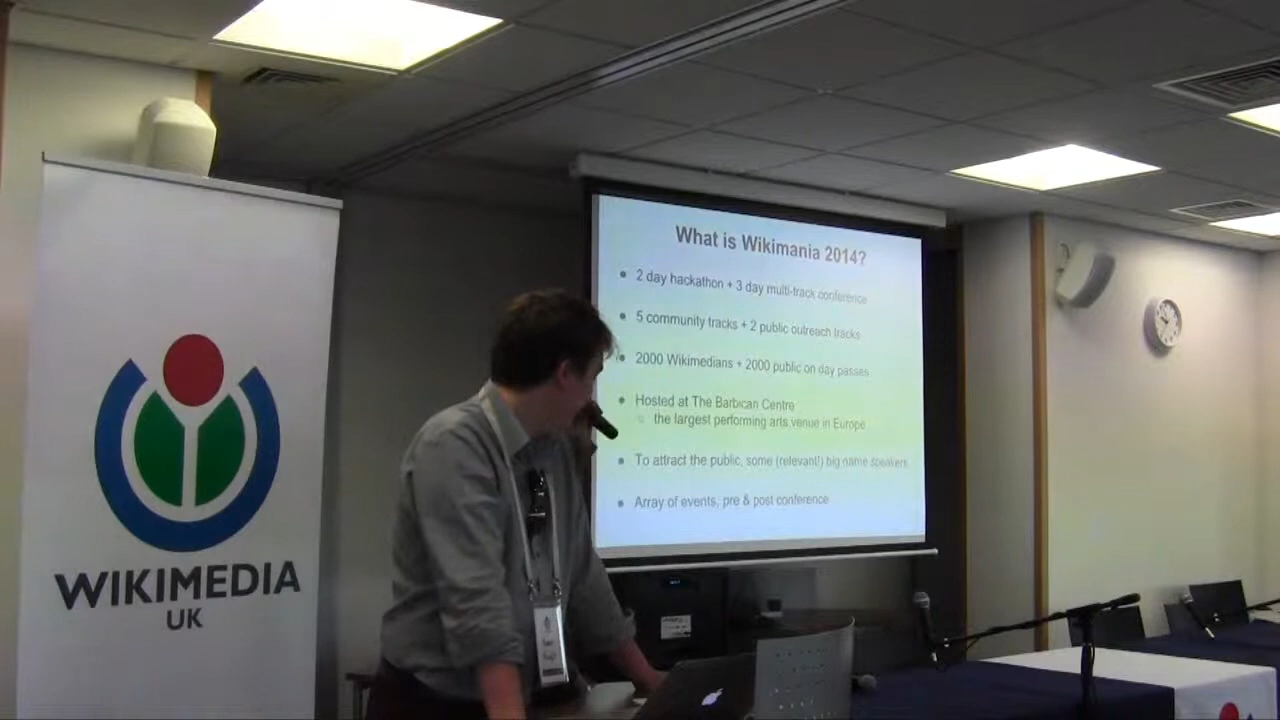 What is Wikimania 2014?
2 day hackathon + 3 day multi-track conference
5 community tracks + 2 public outreach tracks
2000 Wikimedians + 2000 public on day passes
Hosted at The Barbican Centre
the largest performing arts venue in Europe
To attract the public, some (relevant!) big name speakers
Array of events, pre & post conference
WIKIMEDIA
UK